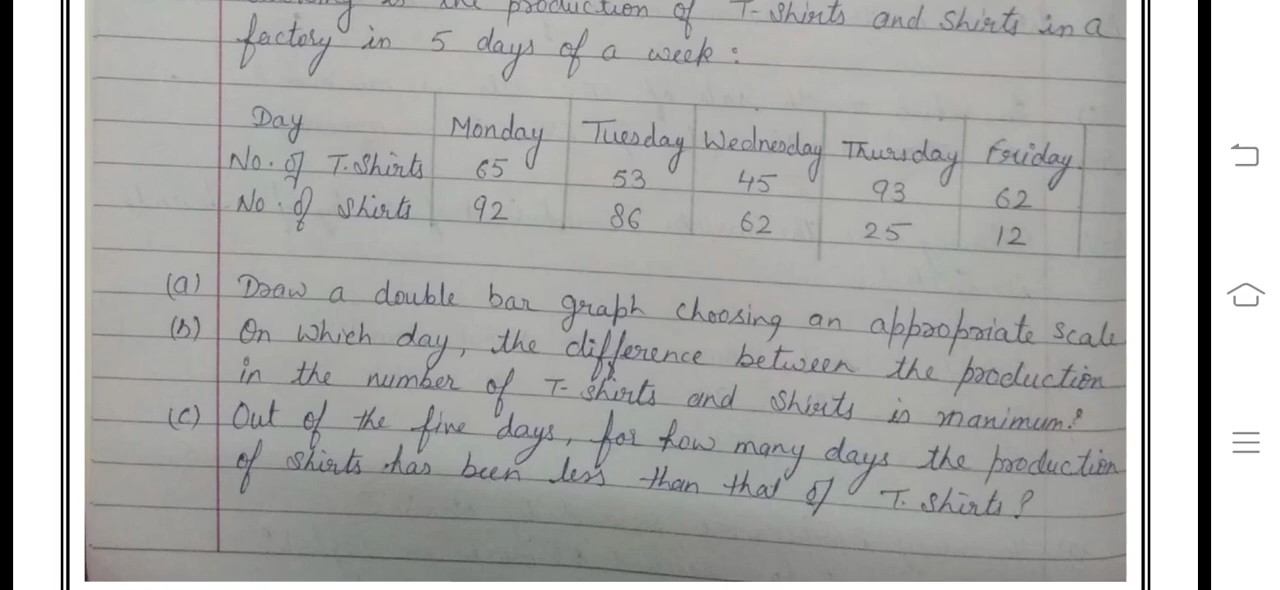 the production of T-Shirts and Shirts in a
factory in 5 days of a week :
Day Monday Tuesday Wednesday Thursday Friday
No. of T.Shirts 65 53 45 93 62
No. of Shirts 92 86 62 25 12
(a) Draw a double bar graph choosing an appropriate scale
(b) On which day, the difference between the production
in the number of T-Shirts and Shirts is manimum?
(c) Out of the five days, for how many days the production
of shirts has been less than that of T. Shirts?